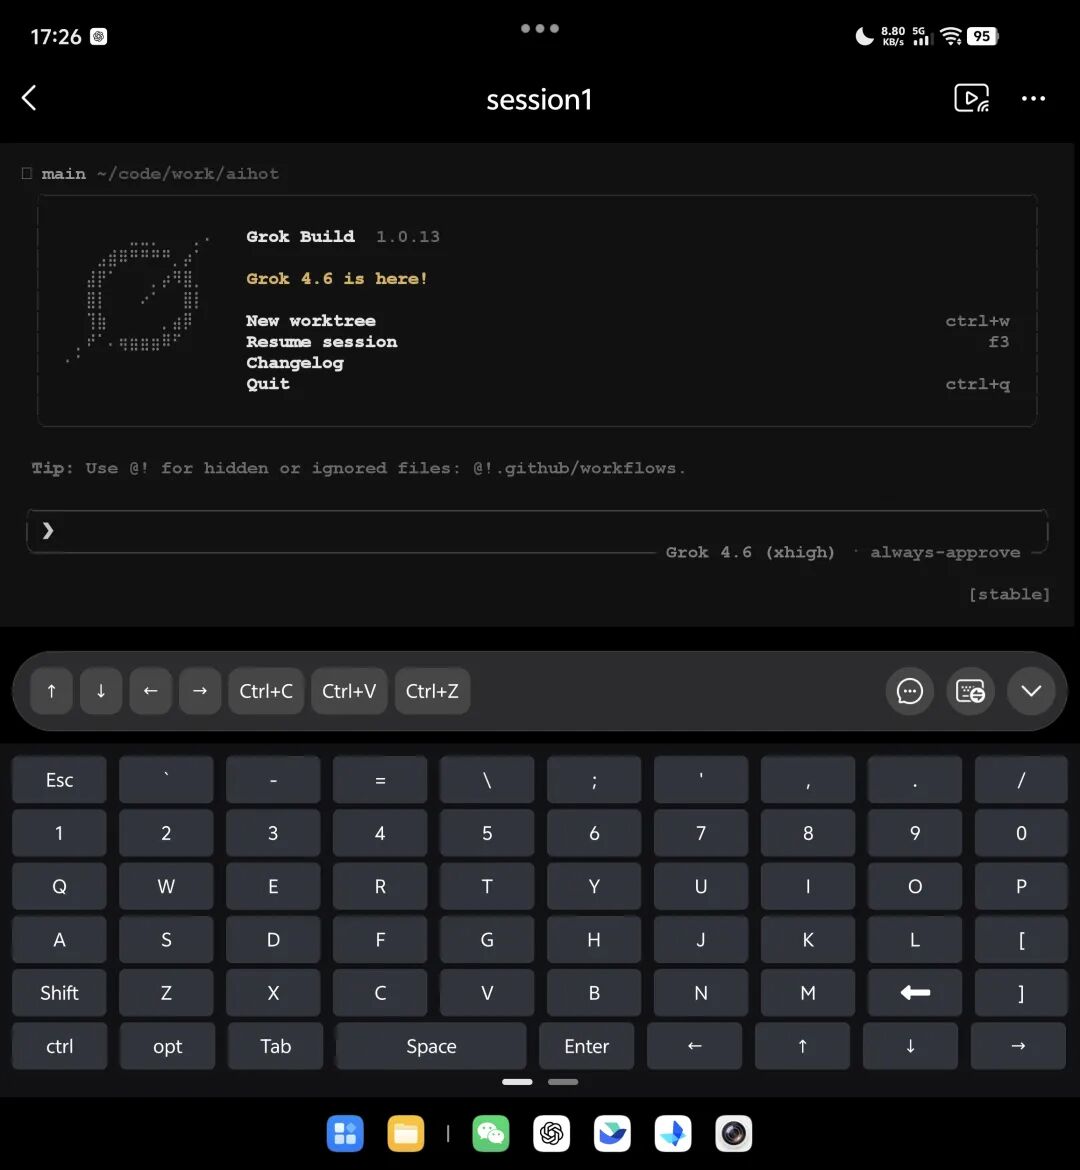 17:26 8.80 KB/s 5G 95
session1
main ~/code/work/aihot
Grok Build 1.0.13
Grok 4.6 is here!
New worktree ctrl+w
Resume session f3
Changelog
Quit ctrl+q
Tip: Use @! for hidden or ignored files: @!.github/workflows.
❯
Grok 4.6 (xhigh) · always-approve
[stable]
↑ ↓ ← → Ctrl+C Ctrl+V Ctrl+Z
Esc ` - = \ ; ' , . /
1 2 3 4 5 6 7 8 9 0
Q W E R T Y U I O P
A S D F G H J K L [
Shift Z X C V B N M ← ]
ctrl opt Tab Space Enter ← ↑ ↓ →